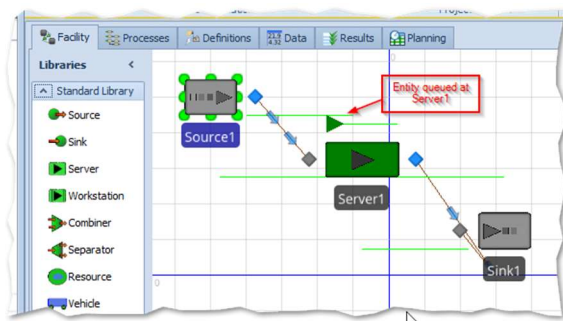 Facility
Processes
Definitions
Data
Results
Planning
Libraries <
Standard Library
Source
Sink
Server
Workstation
Combiner
Separator
Resource
Vehicle
Source1
Entity queued at
Server1
Server1
Sink1
0
0